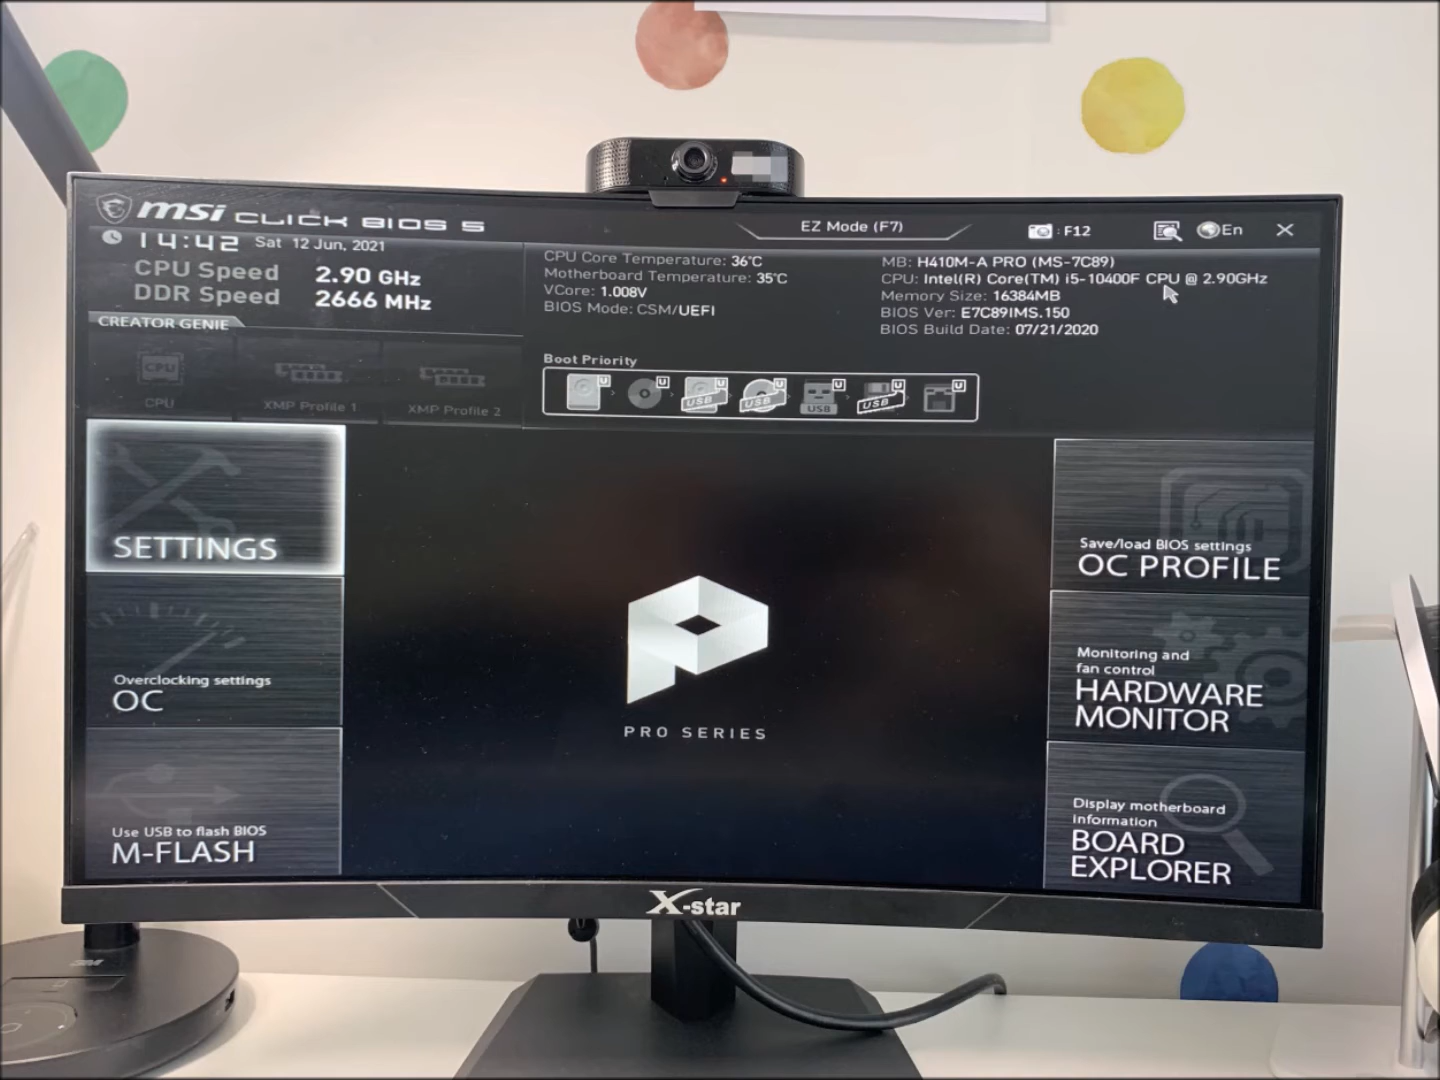 msi CLICK BIOS 5
EZ Mode (F7)
: F12
En
14:42 Sat 12 Jun, 2021
CPU Speed 2.90 GHz
DDR Speed 2666 MHz
CPU Core Temperature: 36°C
Motherboard Temperature: 35°C
VCore: 1.008V
BIOS Mode: CSM/UEFI
MB: H410M-A PRO (MS-7C89)
CPU: Intel(R) Core(TM) i5-10400F CPU @ 2.90GHz
Memory Size: 16384MB
BIOS Ver: E7C89IMS.150
BIOS Build Date: 07/21/2020
CREATOR GENIE
CPU
CPU
XMP Profile 1
XMP Profile 2
Boot Priority
U U U U U U U
USB USB USB USB
SETTINGS
Overclocking settings
OC
Use USB to flash BIOS
M-FLASH
PRO SERIES
Save/load BIOS settings
OC PROFILE
Monitoring and
fan control
HARDWARE
MONITOR
Display motherboard
information
BOARD
EXPLORER
X-star